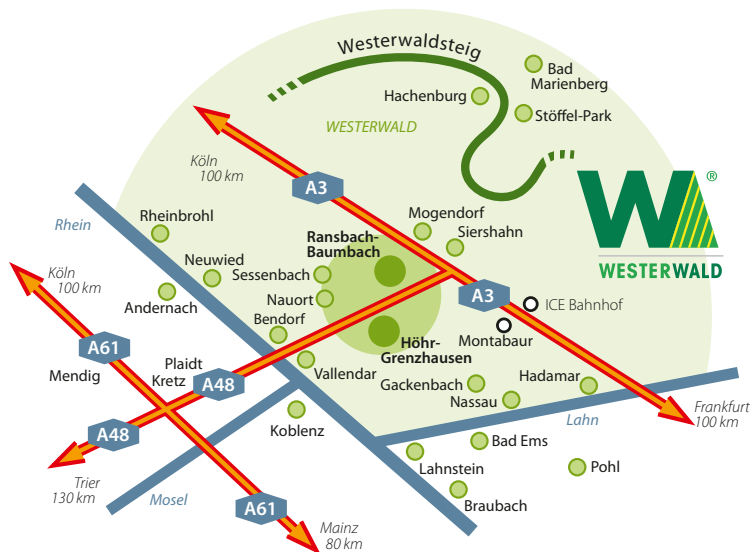 Westerwaldsteig
Bad
Marienberg
Hachenburg
Stöffel-Park
WESTERWALD
Köln
100 km
A3
®
WESTERWALD
Rhein
Rheinbrohl
Mogendorf
Siershahn
Ransbach-
Baumbach
Neuwied
Sessenbach
Köln
100 km
Andernach
Nauort
A3
ICE Bahnhof
Bendorf
Montabaur
Höhr-
Grenzhausen
A61
Mendig
Plaidt
Kretz
A48
Vallendar
Gackenbach
Hadamar
Nassau
Frankfurt
100 km
Koblenz
Lahn
A48
Bad Ems
Lahnstein
Pohl
Trier
130 km
Mosel
A61
Braubach
Mainz
80 km